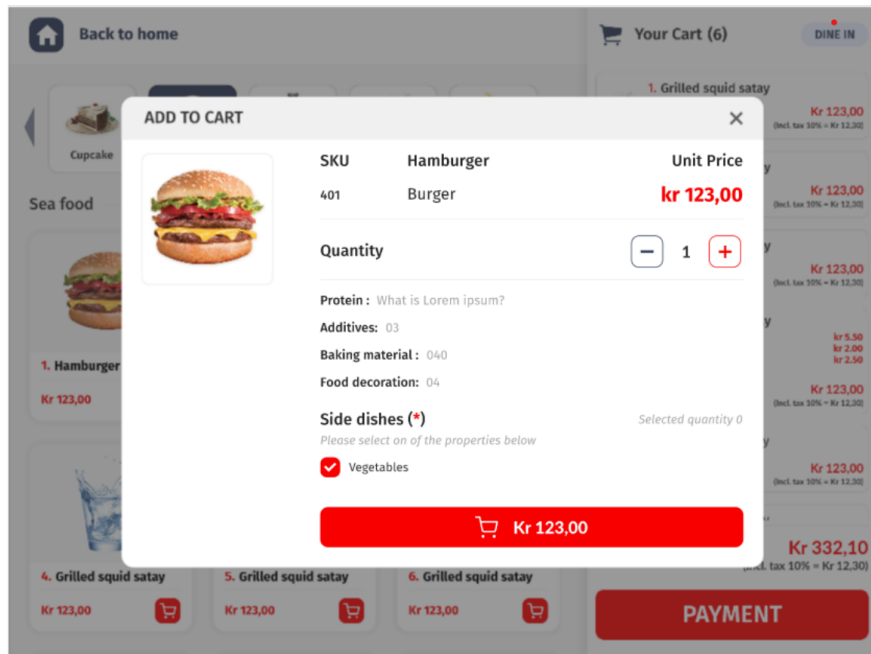 Back to home
Your Cart (6)
DINE IN
1. Grilled squid satay
Kr 123,00
(Incl. tax 10% = Kr 12,30)
Cupcake
Sea food
ADD TO CART
SKU Hamburger Unit Price
401 Burger kr 123,00
Quantity 1
Protein : What is Lorem ipsum?
Additives: 03
Baking material : 040
Food decoration: 04
Side dishes (*) Selected quantity 0
Please select on of the properties below
Vegetables
Kr 123,00
1. Hamburger
Kr 123,00
4. Grilled squid satay
Kr 123,00
5. Grilled squid satay
Kr 123,00
6. Grilled squid satay
Kr 123,00
y
Kr 123,00
(Incl. tax 10% = Kr 12,30)
y
Kr 123,00
(Incl. tax 10% = Kr 12,30)
y
kr 5.50
kr 2.00
kr 2.50
Kr 123,00
(Incl. tax 10% = Kr 12,30)
y
Kr 123,00
(Incl. tax 10% = Kr 12,30)
Kr 332,10
tax 10% = Kr 12,30)
PAYMENT